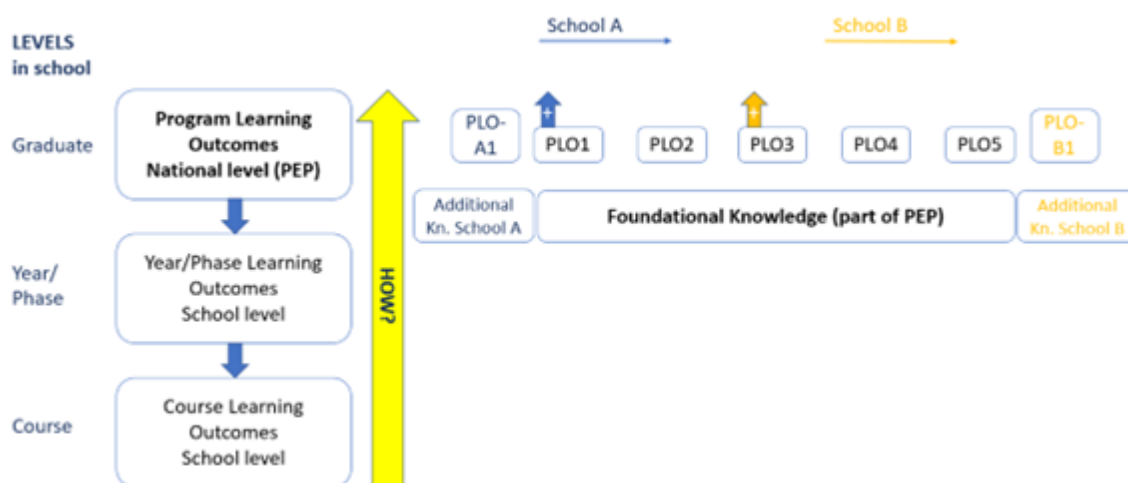 School A
School B
LEVELS
in school
Graduate
Program Learning
Outcomes
National level (PEP)
PLO-
A1
+
PLO1
PLO2
+
PLO3
PLO4
PLO5
PLO-
B1
Additional
Kn. School A
Foundational Knowledge (part of PEP)
Additional
Kn. School B
Year/
Phase
Year/Phase Learning
Outcomes
School level
HOW?
Course
Course Learning
Outcomes
School level